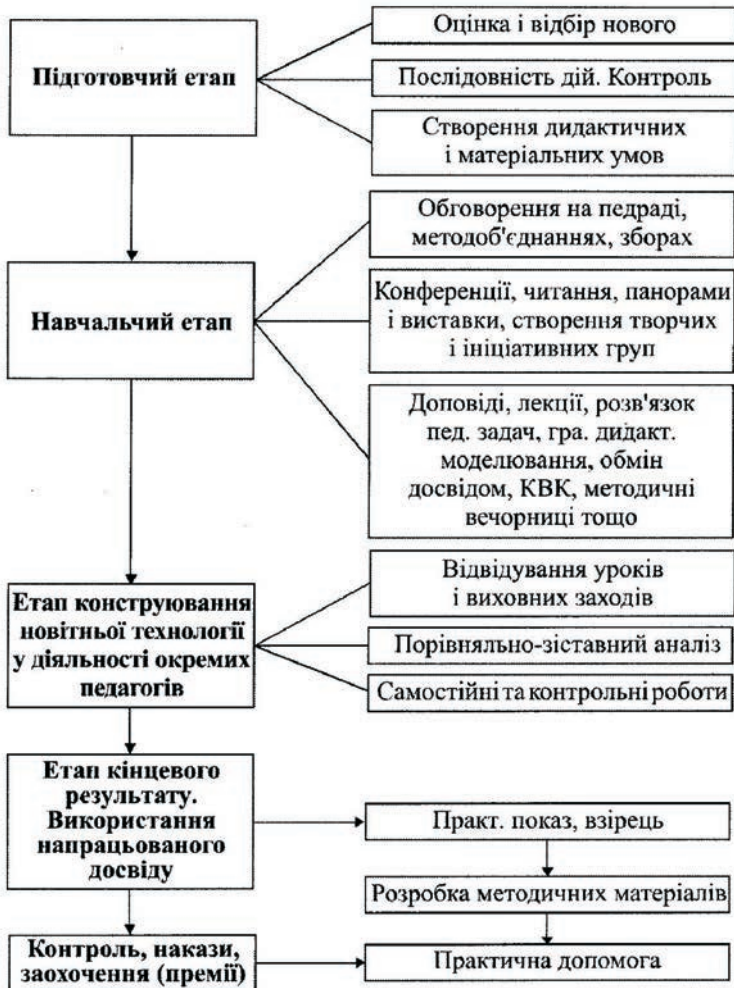 Підготовчий етап
Оцінка і відбір нового
Послідовність дій. Контроль
Створення дидактичних
і матеріальних умов
Навчальний етап
Обговорення на педраді,
методоб'єднаннях, зборах
Конференції, читання, панорами
і виставки, створення творчих
і ініціативних груп
Доповіді, лекції, розв'язок
пед. задач, гра. дидакт.
моделювання, обмін
досвідом, КВК, методичні
вечорниці тощо
Етап конструювання
новітньої технології
у діяльності окремих
педагогів
Відвідування уроків
і виховних заходів
Порівняльно-зіставний аналіз
Самостійні та контрольні роботи
Етап кінцевого
результату.
Використання
напрацьованого
досвіду
Практ. показ, взірець
Розробка методичних матеріалів
Контроль, накази,
заохочення (премії)
Практична допомога